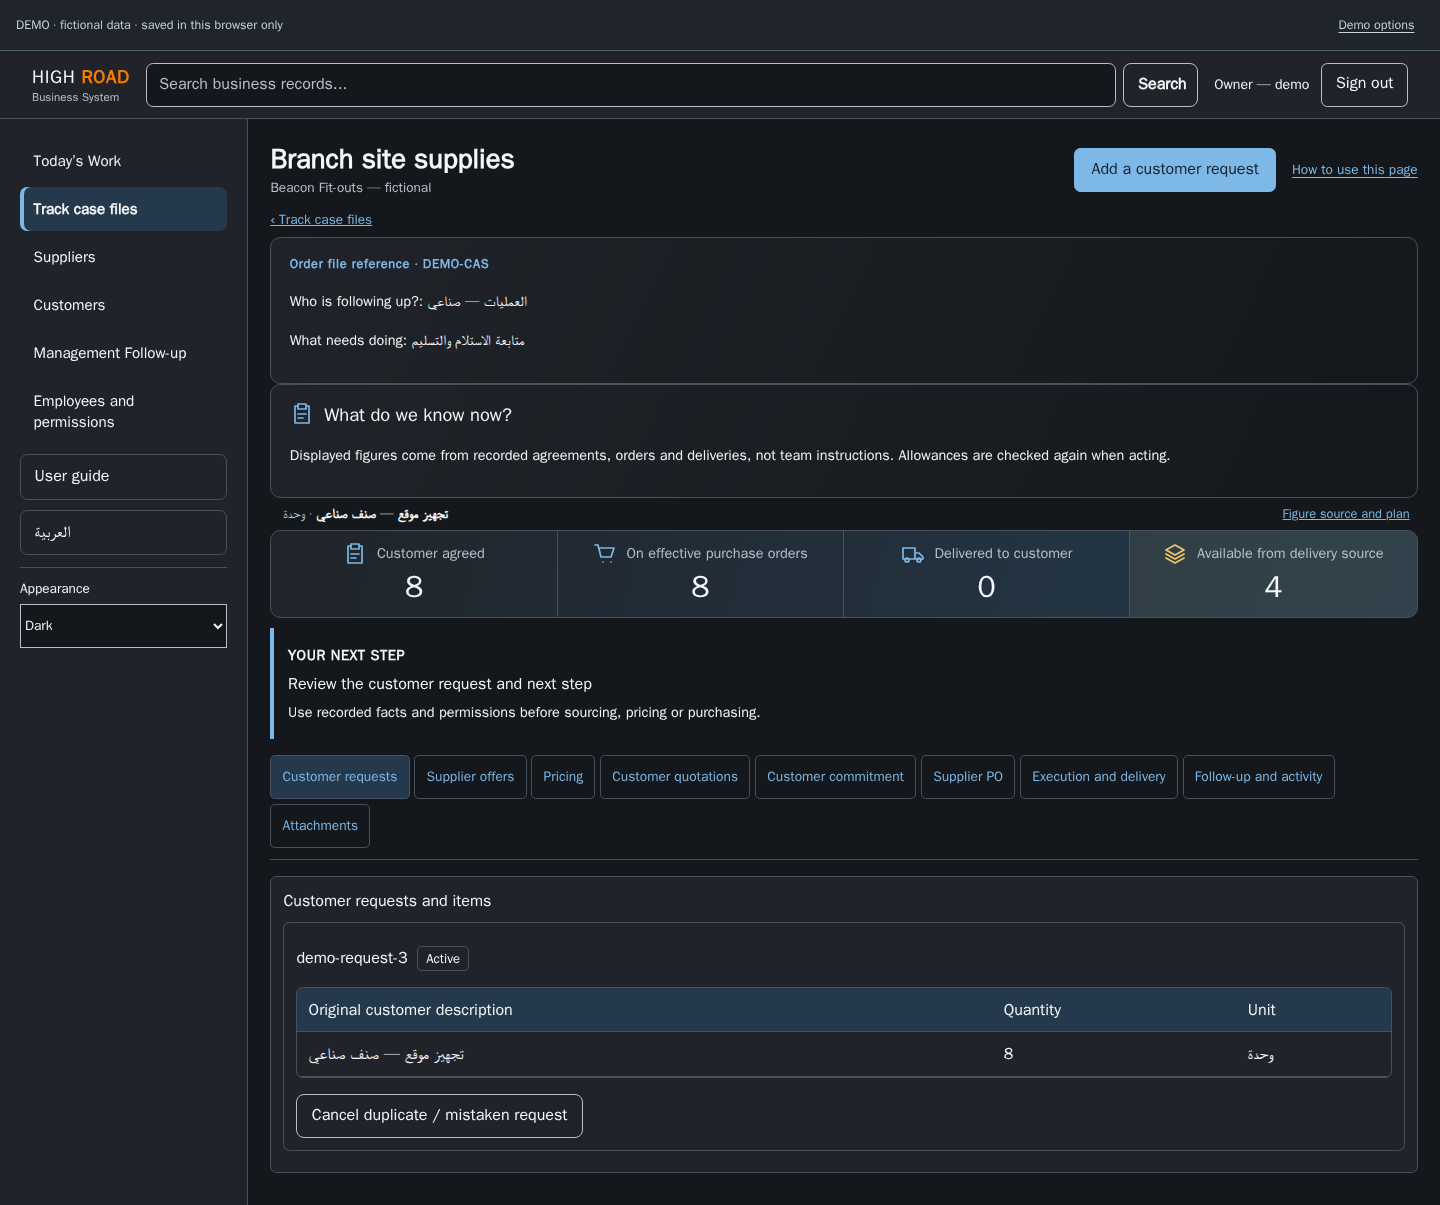 DEMO · fictional data · saved in this browser only
Demo options
HIGH ROAD
Business System
Search business records...
Search
Owner — demo
Sign out
Today's Work
Track case files
Suppliers
Customers
Management Follow-up
Employees and
permissions
User guide
العربية
Appearance
Dark
Branch site supplies
Beacon Fit-outs — fictional
Add a customer request
How to use this page
‹ Track case files
Order file reference · DEMO-CAS
Who is following up?: العمليات — صناعي
What needs doing: متابعة الاستلام والتسليم
What do we know now?
Displayed figures come from recorded agreements, orders and deliveries, not team instructions. Allowances are checked again when acting.
تجهيز موقع — صنف صناعي · وحدة
Figure source and plan
Customer agreed
8
On effective purchase orders
8
Delivered to customer
0
Available from delivery source
4
YOUR NEXT STEP
Review the customer request and next step
Use recorded facts and permissions before sourcing, pricing or purchasing.
Customer requests
Supplier offers
Pricing
Customer quotations
Customer commitment
Supplier PO
Execution and delivery
Follow-up and activity
Attachments
Customer requests and items
demo-request-3
Active
Original customer description
Quantity
Unit
تجهيز موقع — صنف صناعي
8
وحدة
Cancel duplicate / mistaken request